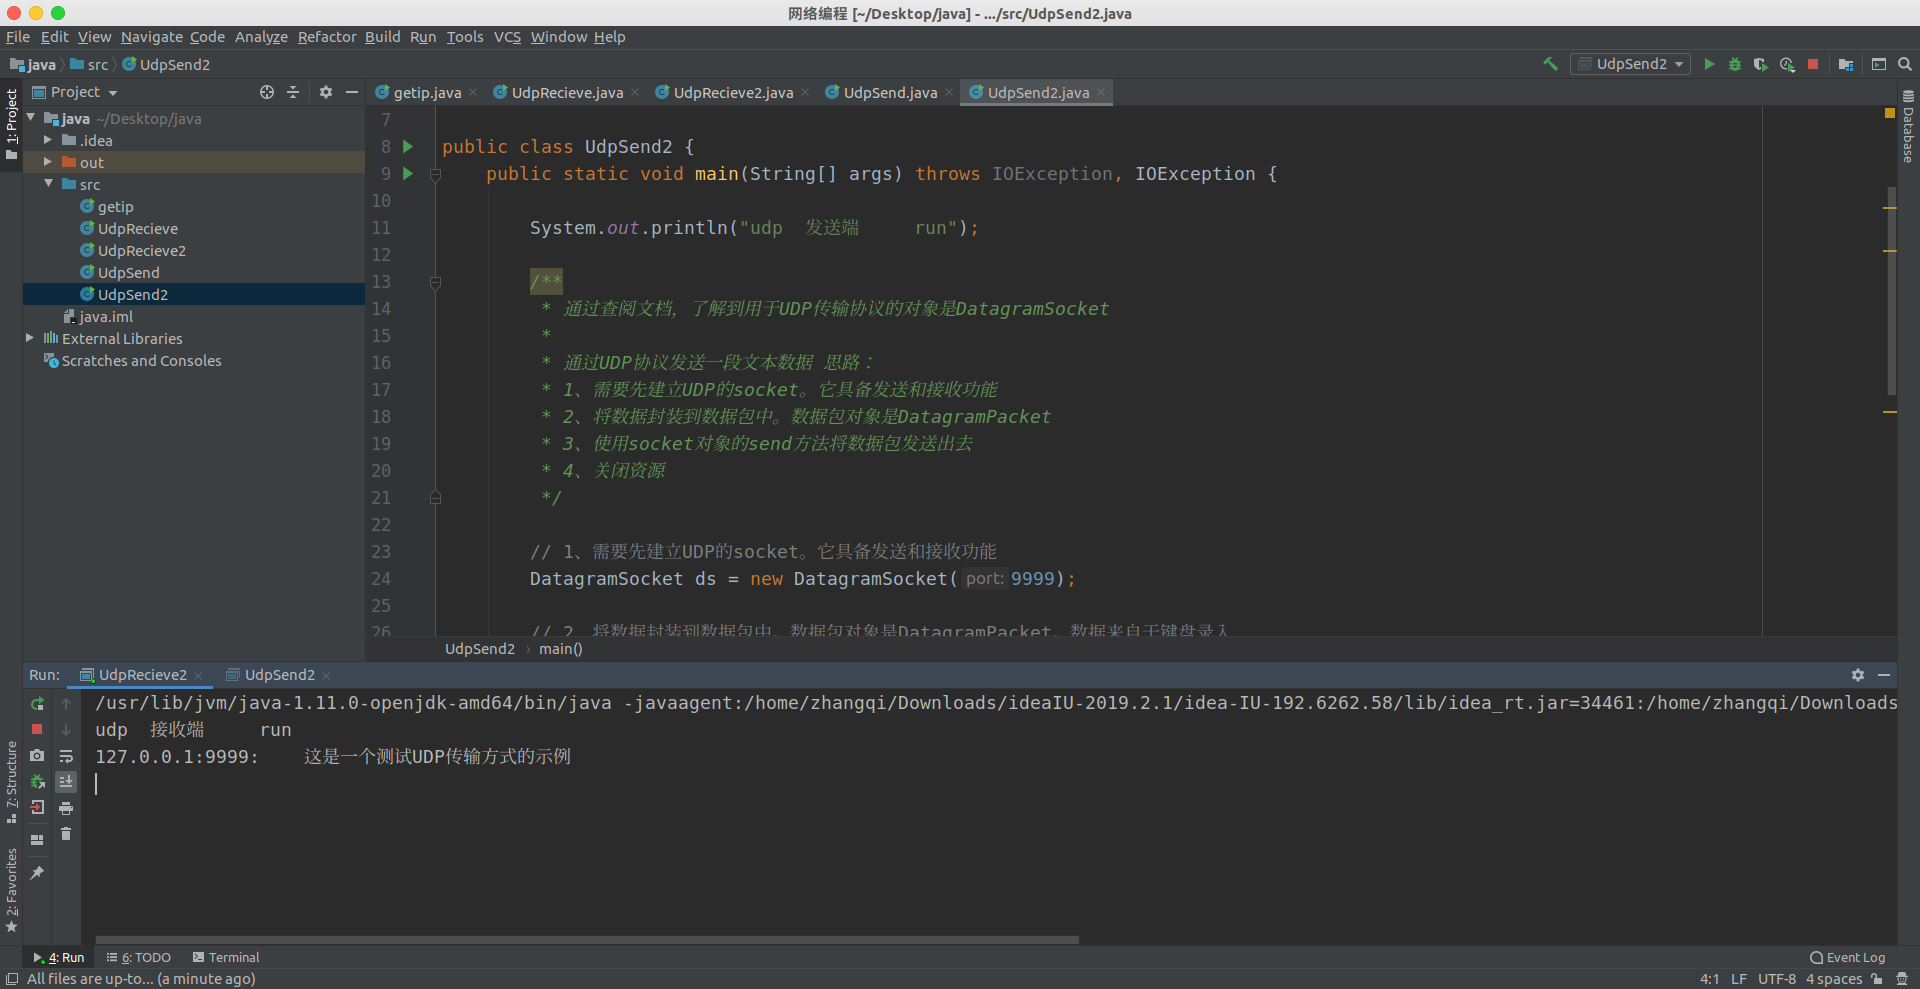 网络编程 [~/Desktop/java] - .../src/UdpSend2.java
File Edit View Navigate Code Analyze Refactor Build Run Tools VCS Window Help
java src UdpSend2
UdpSend2
1: Project
Project
getip.java UdpRecieve.java UdpRecieve2.java UdpSend.java UdpSend2.java
java ~/Desktop/java
.idea
out
src
getip
UdpRecieve
UdpRecieve2
UdpSend
UdpSend2
java.iml
External Libraries
Scratches and Consoles
7
8 public class UdpSend2 {
9 public static void main(String[] args) throws IOException, IOException {
10
11 System.out.println("udp 发送端 run");
12
13 /**
14 * 通过查阅文档, 了解到用于UDP传输协议的对象是DatagramSocket
15 *
16 * 通过UDP协议发送一段文本数据 思路：
17 * 1、需要先建立UDP的socket。它具备发送和接收功能
18 * 2、将数据封装到数据包中。数据包对象是DatagramPacket
19 * 3、使用socket对象的send方法将数据包发送出去
20 * 4、关闭资源
21 */
22
23 // 1、需要先建立UDP的socket。它具备发送和接收功能
24 DatagramSocket ds = new DatagramSocket( port: 9999);
25
26 // 2、将数据封装到数据包中。数据包对象是DatagramPacket。数据来自于键盘录入
Database
UdpSend2 › main()
Run: UdpRecieve2 UdpSend2
/usr/lib/jvm/java-1.11.0-openjdk-amd64/bin/java -javaagent:/home/zhangqi/Downloads/ideaIU-2019.2.1/idea-IU-192.6262.58/lib/idea_rt.jar=34461:/home/zhangqi/Downloads
udp 接收端 run
127.0.0.1:9999: 这是一个测试UDP传输方式的示例
7: Structure
2: Favorites
4: Run 6: TODO Terminal Event Log
All files are up-to... (a minute ago) 4:1 LF UTF-8 4 spaces